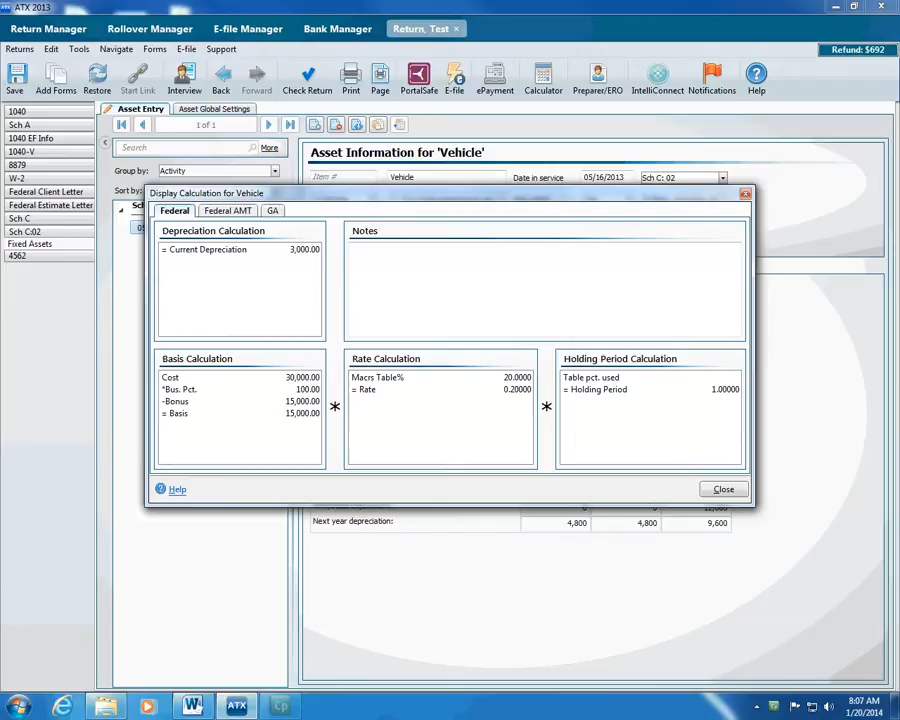 ATX 2013
Return Manager
Rollover Manager
E-file Manager
Bank Manager
Return, Test ×
Returns Edit Tools Navigate Forms E-file Support
Refund: $692
Save Add Forms Restore Start Link Interview Back Forward Check Return Print Page PortalSafe E-file ePayment Calculator Preparer/ERO IntelliConnect Notifications Help
1040
Sch A
1040 EF Info
1040-V
8879
W-2
Federal Client Letter
Federal Estimate Letter
Sch C
Sch C:02
Fixed Assets
4562
Asset Entry
Asset Global Settings
1 of 1
Search
More
Group by: Activity
Sort by:
Asset Information for 'Vehicle'
Item # Vehicle Date in service 05/16/2013 Sch C: 02
Display Calculation for Vehicle
Federal Federal AMT GA
Depreciation Calculation
= Current Depreciation 3,000.00
Notes
Basis Calculation
Cost 30,000.00
*Bus. Pct. 100.00
-Bonus 15,000.00
= Basis 15,000.00
*
Rate Calculation
Macrs Table% 20.0000
= Rate 0.20000
*
Holding Period Calculation
Table pct. used
= Holding Period 1.00000
Help
Close
Next year depreciation: 4,800 4,800 9,600
W
ATX
Cp
8:07 AM
1/20/2014